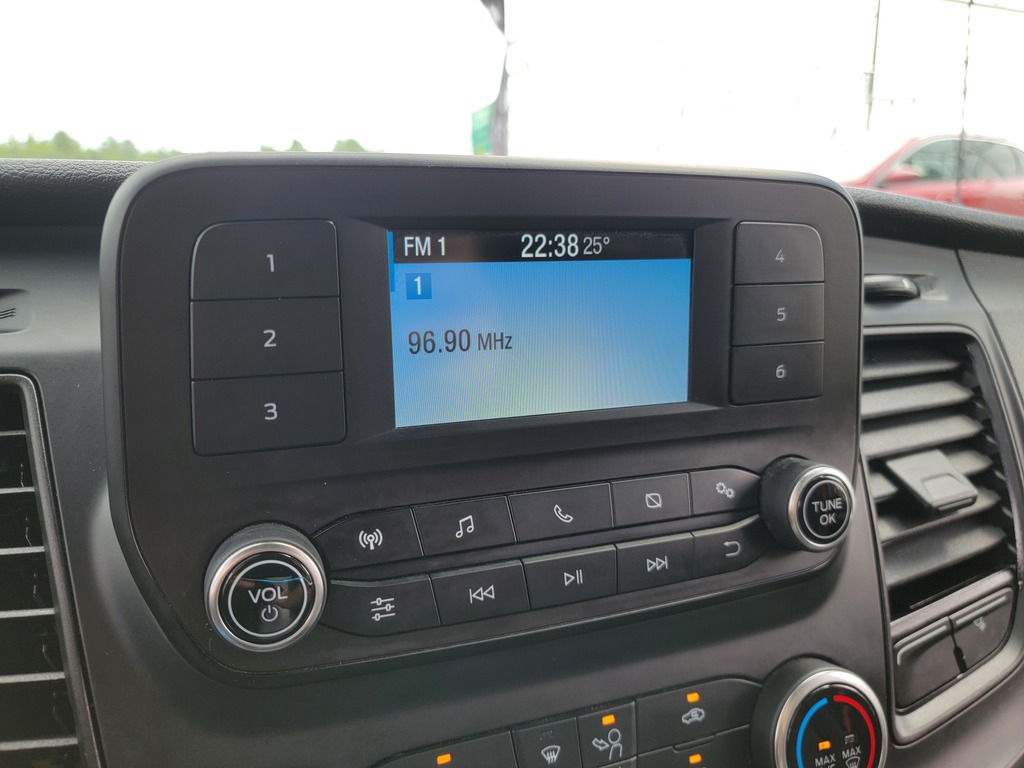 FM 1 22:38 25°
1
96.90 MHz
1
2
3
4
5
6
VOL
TUNE
OK
MAX
MAX